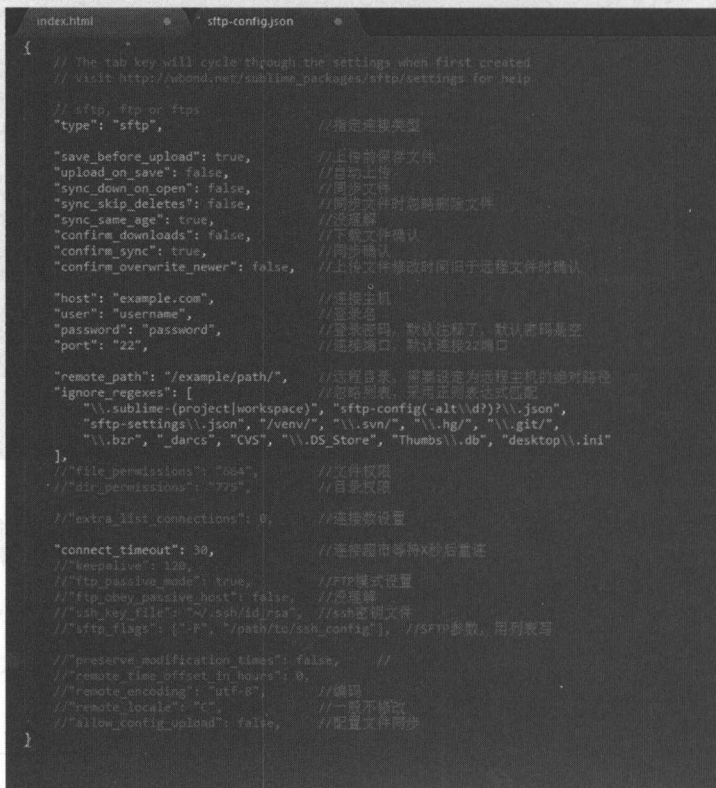 index.html
sftp-config.json
{
// The tab key will cycle through the settings when first created
// Visit http://wbond.net/sublime_packages/sftp/settings for help
// sftp, ftp or ftps
"type": "sftp", //指定连接类型
"save_before_upload": true, //上传前保存文件
"upload_on_save": false, //自动上传
"sync_down_on_open": false, //同步文件
"sync_skip_deletes": false, //同步文件时忽略删除文件
"sync_same_age": true, //没理解
"confirm_downloads": false, //下载文件确认
"confirm_sync": true, //同步确认
"confirm_overwrite_newer": false, //上传文件修改时间旧于远程文件时确认
"host": "example.com", //连接主机
"user": "username", //登录名
"password": "password", //登录密码，默认注释了，默认密码是空
"port": "22", //连接端口，默认连接22端口
"remote_path": "/example/path/", //远程目录，需要设定为远程主机的绝对路径
"ignore_regexes": [ //忽略列表，要用正则表达式匹配
"\\.sublime-(project|workspace)", "sftp-config(-alt\\d?)?\\.json",
"sftp-settings\\.json", "/venv/", "\\.svn/", "\\.hg/", "\\.git/",
"\\.bzr", "_darcs", "CVS", "\\.DS_Store", "Thumbs\\.db", "desktop\\.ini"
],
//"file_permissions": "664", //文件权限
//"dir_permissions": "775", //目录权限
//"extra_list_connections": 0, //连接数设置
"connect_timeout": 30, //连接超市等待X秒后重连
//"keepalive": 120,
//"ftp_passive_mode": true, //FTP模式设置
//"ftp_obey_passive_host": false, //没理解
//"ssh_key_file": "~/.ssh/id_rsa", //ssh密钥文件
//"sftp_flags": ["-F", "/path/to/ssh_config"], //SFTP参数，用列表写
//"preserve_modification_times": false, //
//"remote_time_offset_in_hours": 0,
//"remote_encoding": "utf-8", //编码
//"remote_locale": "C", //一般不修改
//"allow_config_upload": false, //配置文件同步
}